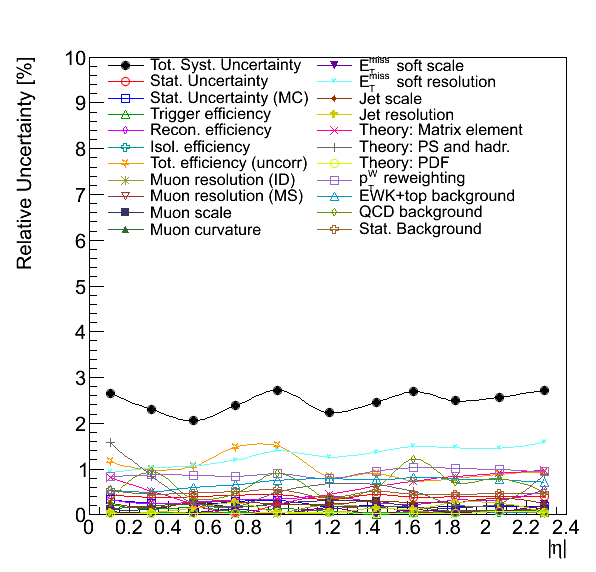 Relative Uncertainty [%]
10
9
8
7
6
5
4
3
2
1
0
Tot. Syst. Uncertainty
Stat. Uncertainty
Stat. Uncertainty (MC)
Trigger efficiency
Recon. efficiency
Isol. efficiency
Tot. efficiency (uncorr)
Muon resolution (ID)
Muon resolution (MS)
Muon scale
Muon curvature
E_T^miss soft scale
E_T^miss soft resolution
Jet scale
Jet resolution
Theory: Matrix element
Theory: PS and hadr.
Theory: PDF
p_T^W reweighting
EWK+top background
QCD background
Stat. Background
0 0.2 0.4 0.6 0.8 1 1.2 1.4 1.6 1.8 2 2.2 2.4
|η|